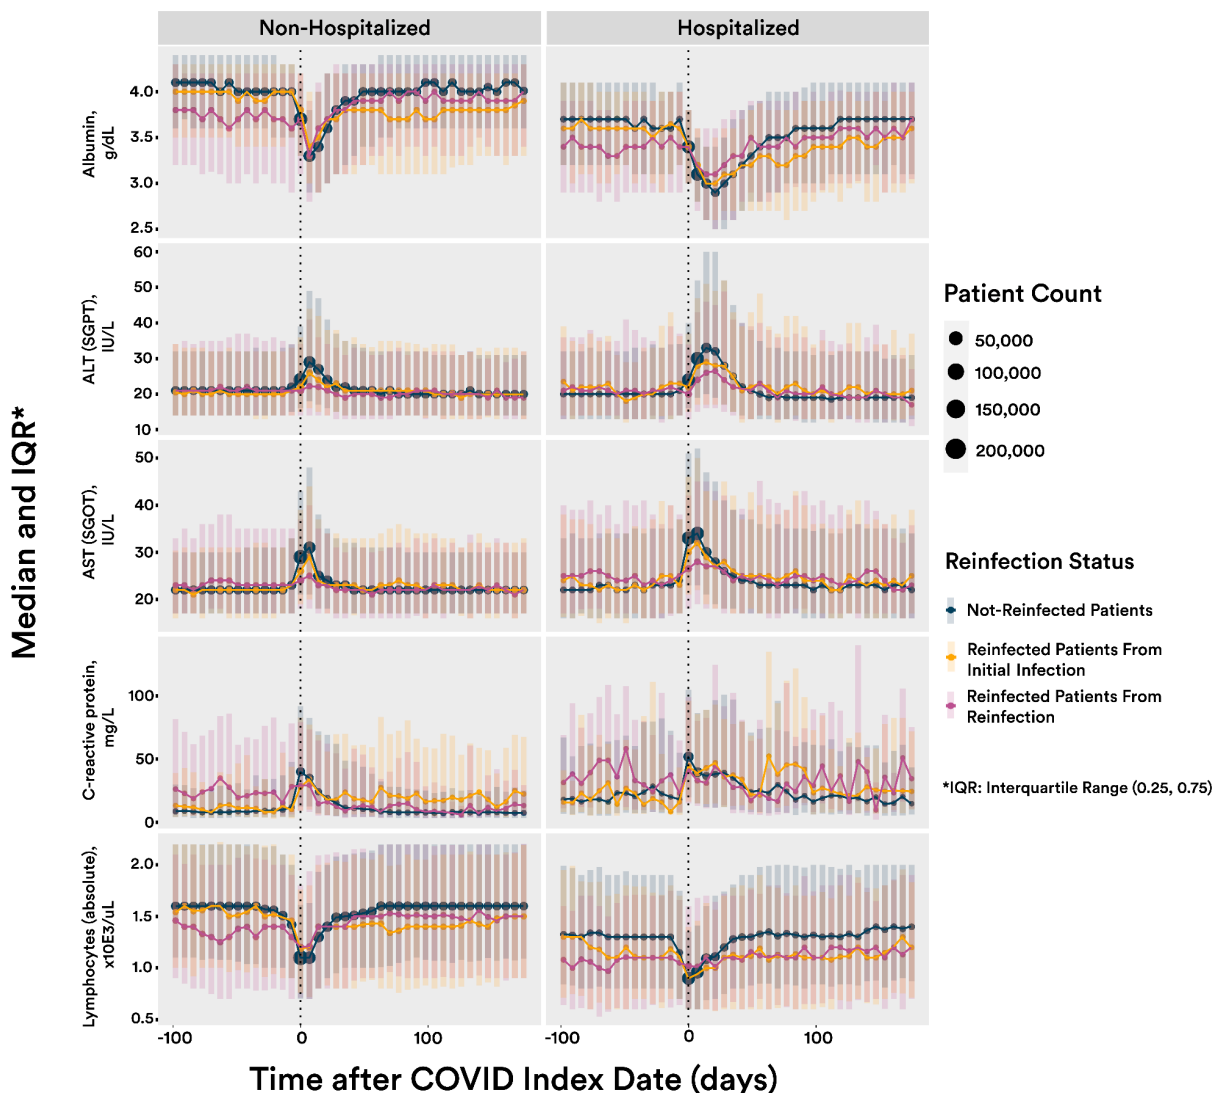 Non-Hospitalized
Hospitalized
Median and IQR*
Albumin,
g/dL
4.0
3.5
3.0
2.5
ALT (SGPT),
IU/L
60
50
40
30
20
10
AST (SGOT),
IU/L
50
40
30
20
C-reactive protein,
mg/L
100
50
0
Lymphocytes (absolute),
x10E3/uL
2.0
1.5
1.0
0.5
-100
0
100
-100
0
100
Time after COVID Index Date (days)
Patient Count
50,000
100,000
150,000
200,000
Reinfection Status
Not-Reinfected Patients
Reinfected Patients From
Initial Infection
Reinfected Patients From
Reinfection
*IQR: Interquartile Range (0.25, 0.75)